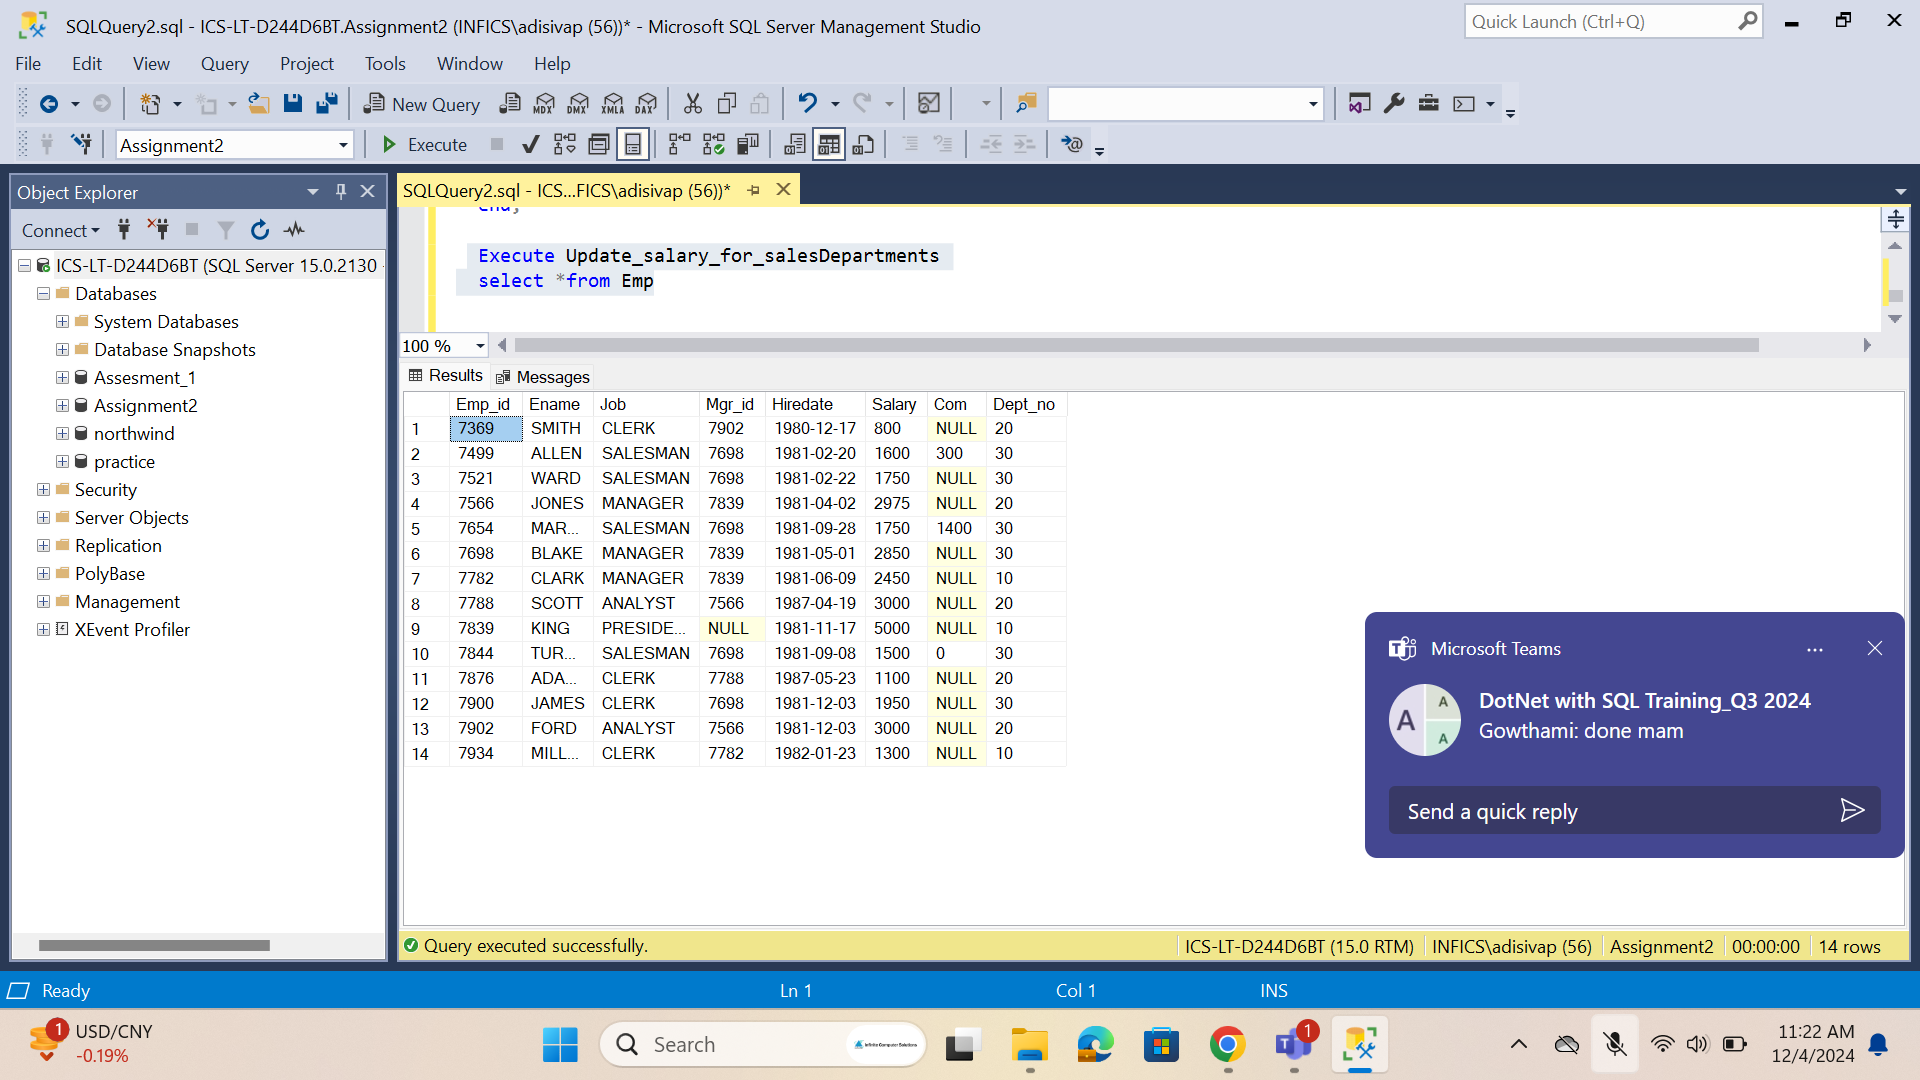 SQLQuery2.sql - ICS-LT-D244D6BT.Assignment2 (INFICS\adisivap (56))* - Microsoft SQL Server Management Studio
Quick Launch (Ctrl+Q)
File Edit View Query Project Tools Window Help
New Query MDX DMX XMLA DAX
Assignment2 Execute
Object Explorer
Connect
ICS-LT-D244D6BT (SQL Server 15.0.2130 -
Databases
System Databases
Database Snapshots
Assesment_1
Assignment2
northwind
practice
Security
Server Objects
Replication
PolyBase
Management
XEvent Profiler
SQLQuery2.sql - ICS...FICS\adisivap (56))*
end;
Execute Update_salary_for_salesDepartments
select *from Emp
100 %
Results Messages
Emp_id Ename Job Mgr_id Hiredate Salary Com Dept_no
1 7369 SMITH CLERK 7902 1980-12-17 800 NULL 20
2 7499 ALLEN SALESMAN 7698 1981-02-20 1600 300 30
3 7521 WARD SALESMAN 7698 1981-02-22 1750 NULL 30
4 7566 JONES MANAGER 7839 1981-04-02 2975 NULL 20
5 7654 MAR... SALESMAN 7698 1981-09-28 1750 1400 30
6 7698 BLAKE MANAGER 7839 1981-05-01 2850 NULL 30
7 7782 CLARK MANAGER 7839 1981-06-09 2450 NULL 10
8 7788 SCOTT ANALYST 7566 1987-04-19 3000 NULL 20
9 7839 KING PRESIDE... NULL 1981-11-17 5000 NULL 10
10 7844 TUR... SALESMAN 7698 1981-09-08 1500 0 30
11 7876 ADA... CLERK 7788 1987-05-23 1100 NULL 20
12 7900 JAMES CLERK 7698 1981-12-03 1950 NULL 30
13 7902 FORD ANALYST 7566 1981-12-03 3000 NULL 20
14 7934 MILL... CLERK 7782 1982-01-23 1300 NULL 10
Microsoft Teams
A A A
DotNet with SQL Training_Q3 2024
Gowthami: done mam
Send a quick reply
Query executed successfully. ICS-LT-D244D6BT (15.0 RTM) INFICS\adisivap (56) Assignment2 00:00:00 14 rows
Ready Ln 1 Col 1 INS
1 USD/CNY
-0.19%
Search Infinite Computer Solutions
1
11:22 AM
12/4/2024